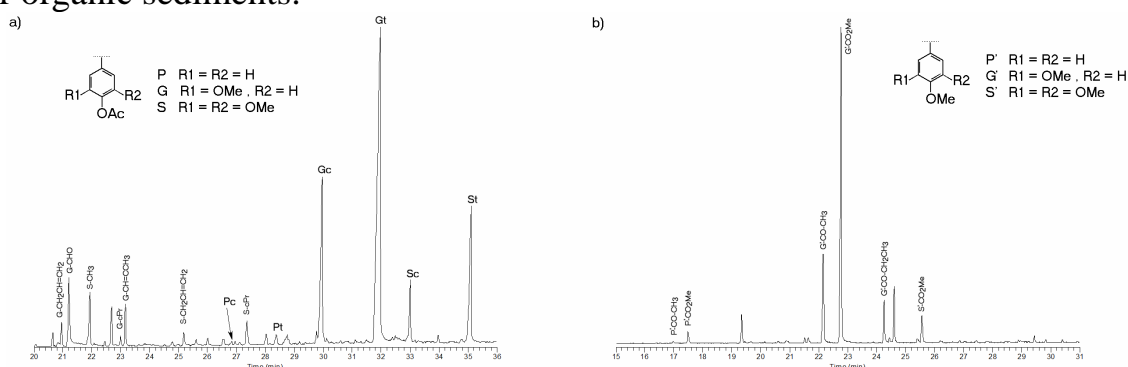 f organic sediments.
a)
R1
R2
OAc
P R1 = R2 = H
G R1 = OMe , R2 = H
S R1 = R2 = OMe
G-CH2CH=CH2
G-CHO
S-CH3
G-cPr
G-CH=CCH3
S-CH2CH=CH2
Pc
S-cPr
Pt
Gc
Gt
Sc
St
20 21 22 23 24 25 26 27 28 29 30 31 32 33 34 35 36
Time (min)
b)
R1
R2
OMe
P' R1 = R2 = H
G' R1 = OMe , R2 = H
S' R1 = R2 = OMe
P'CO-CH3
P'CO2Me
G'CO-CH3
G'CO2Me
G'CO-CH2CH3
S'-CO2Me
15 16 17 18 19 20 21 22 23 24 25 26 27 28 29 30 31
Time (min)